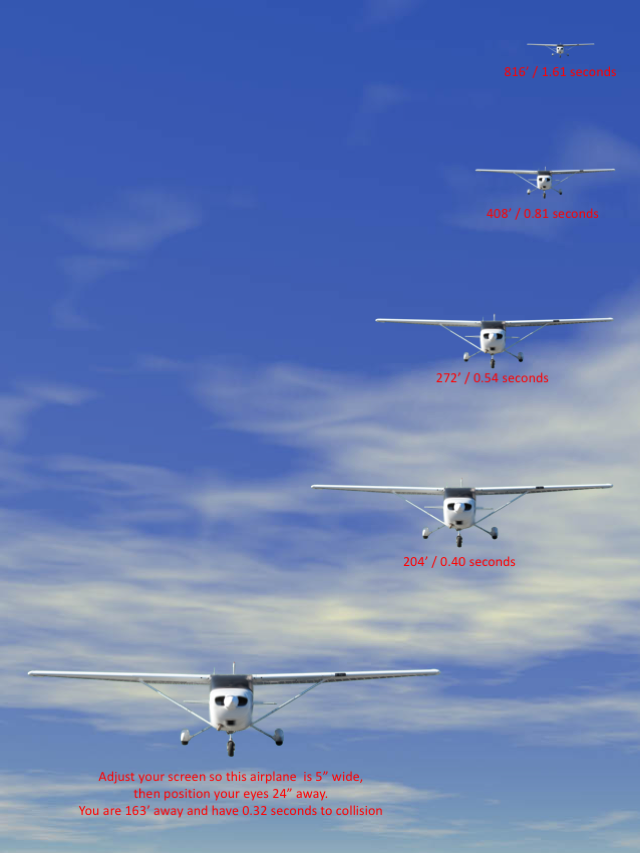 816’ / 1.61 seconds
408’ / 0.81 seconds
272’ / 0.54 seconds
204’ / 0.40 seconds
Adjust your screen so this airplane  is 5” wide,
then position your eyes 24” away.
You are 163’ away and have 0.32 seconds to collision